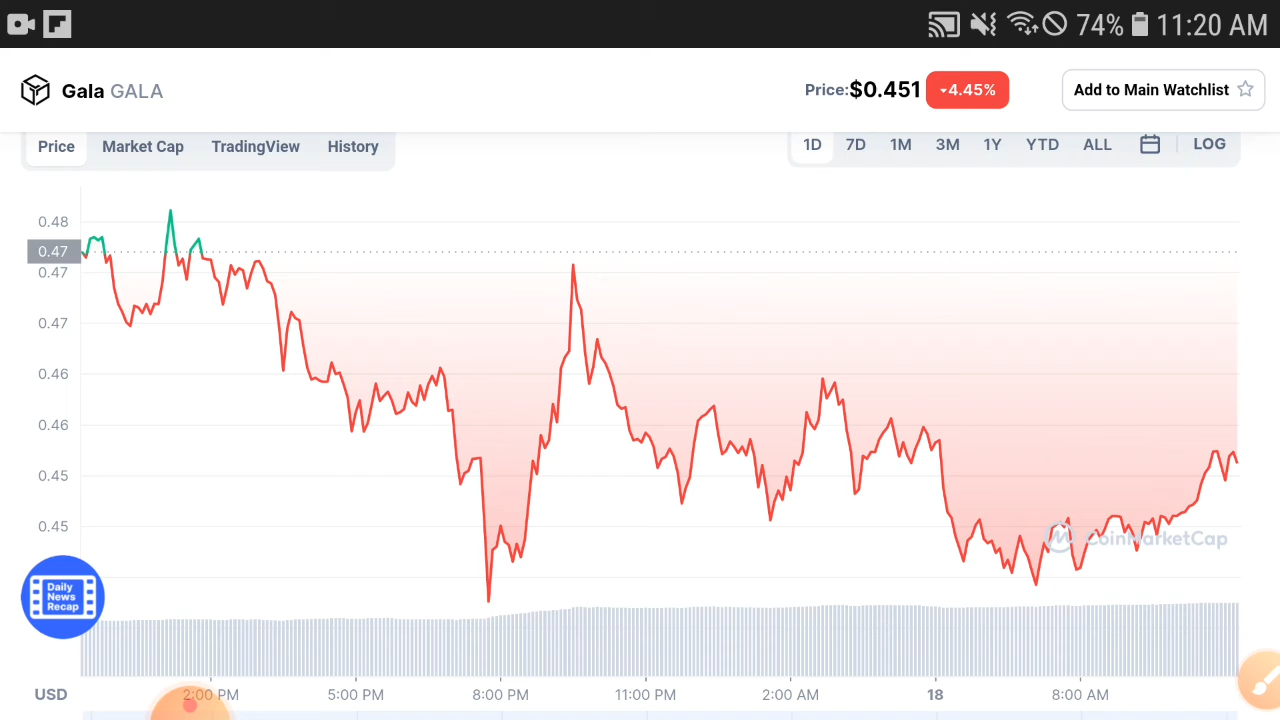 74% 11:20 AM
Gala GALA
Price:$0.451 4.45% Add to Main Watchlist
Price Market Cap TradingView History
1D 7D 1M 3M 1Y YTD ALL LOG
0.48
0.47
0.47
0.47
0.46
0.46
0.45
0.45
CoinMarketCap
Daily
News
Recap
USD 2:00 PM 5:00 PM 8:00 PM 11:00 PM 2:00 AM 18 8:00 AM